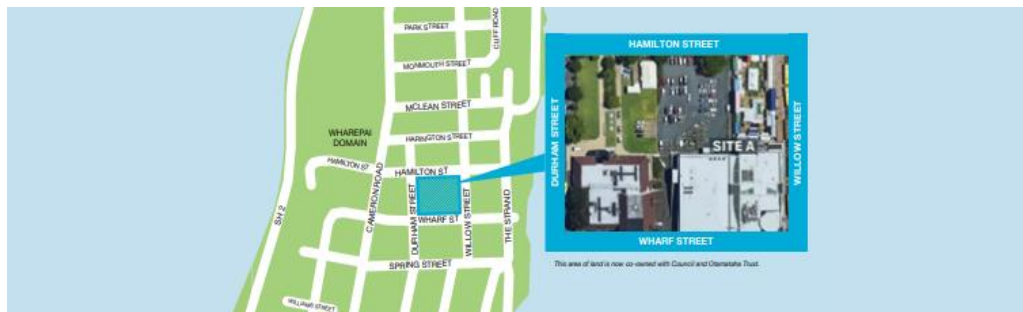 PARK STREET
CLIFF ROAD
MONMOUTH STREET
MCLEAN STREET
WHAREPAI
DOMAIN
HARINGTON STREET
HAMILTON ST
HAMILTON ST
CAMERON ROAD
DURHAM STREET
WILLOW STREET
THE STRAND
WHARF ST
SH 2
SPRING STREET
WILLIAMS STREET
HAMILTON STREET
DURHAM STREET
SITE A
WILLOW STREET
WHARF STREET
This area of land is now co-owned with Council and Otamataha Trust.